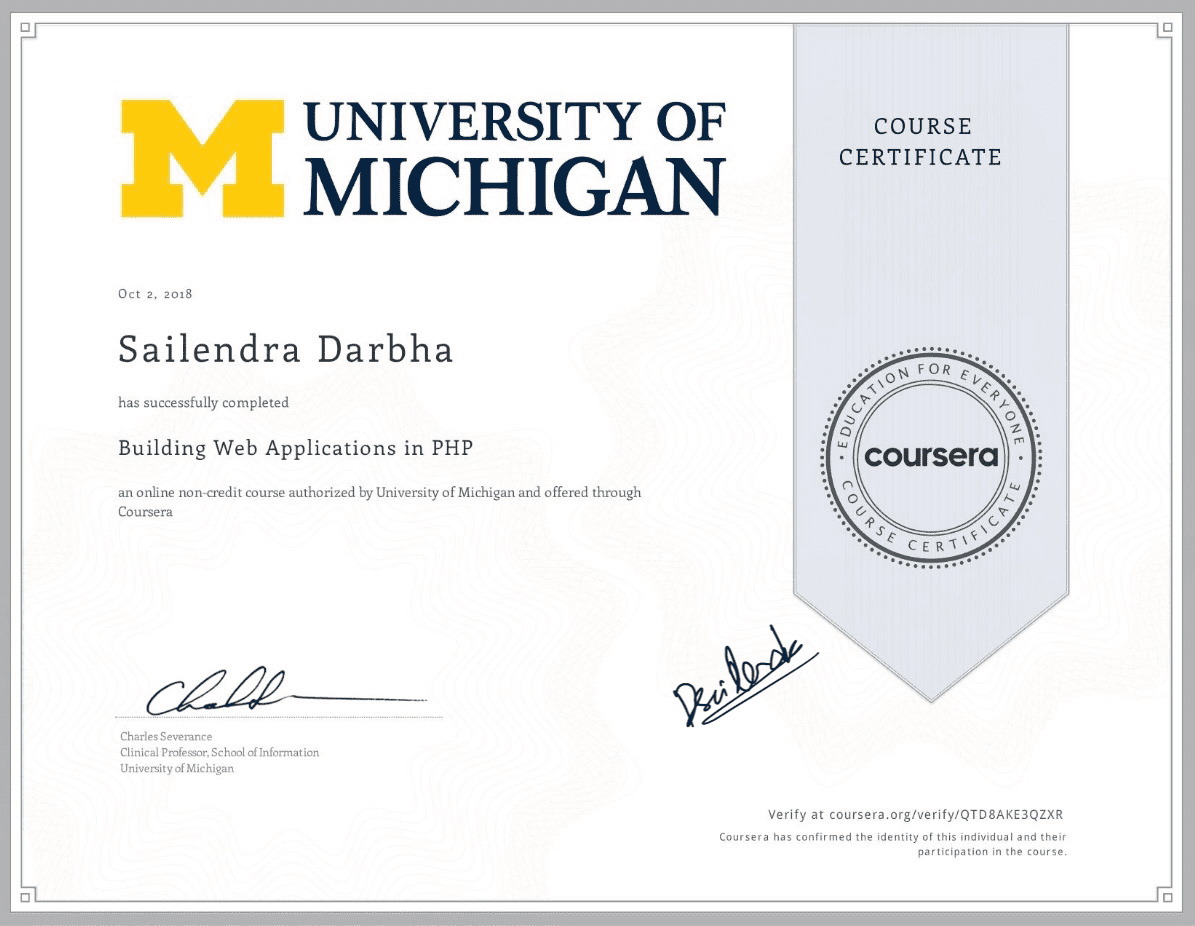 UNIVERSITY OF
MICHIGAN
COURSE
CERTIFICATE
Oct 2, 2018
Sailendra Darbha
has successfully completed
Building Web Applications in PHP
an online non-credit course authorized by University of Michigan and offered through
Coursera
EDUCATION FOR EVERYONE
coursera
COURSE CERTIFICATE
Charles Severance
Clinical Professor, School of Information
University of Michigan
Verify at coursera.org/verify/QTD8AKE3QZXR
Coursera has confirmed the identity of this individual and their
participation in the course.